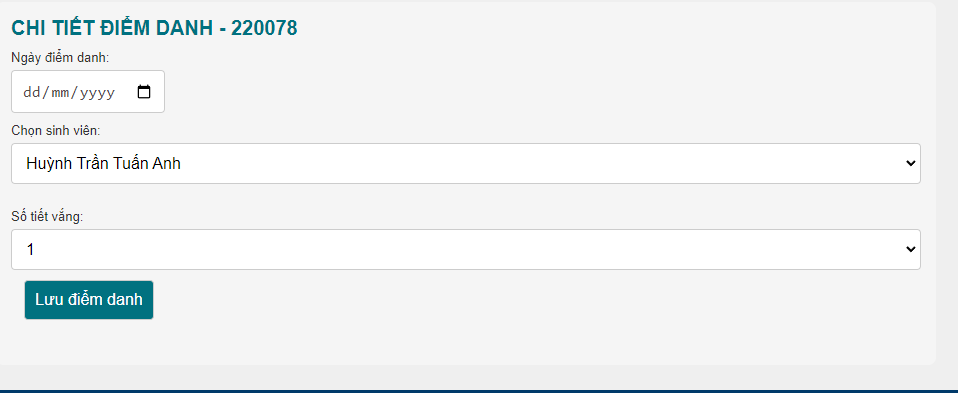 CHI TIẾT ĐIỂM DANH - 220078
Ngày điểm danh:
dd/mm/yyyy
Chọn sinh viên:
Huỳnh Trần Tuấn Anh
Số tiết vắng:
1
Lưu điểm danh